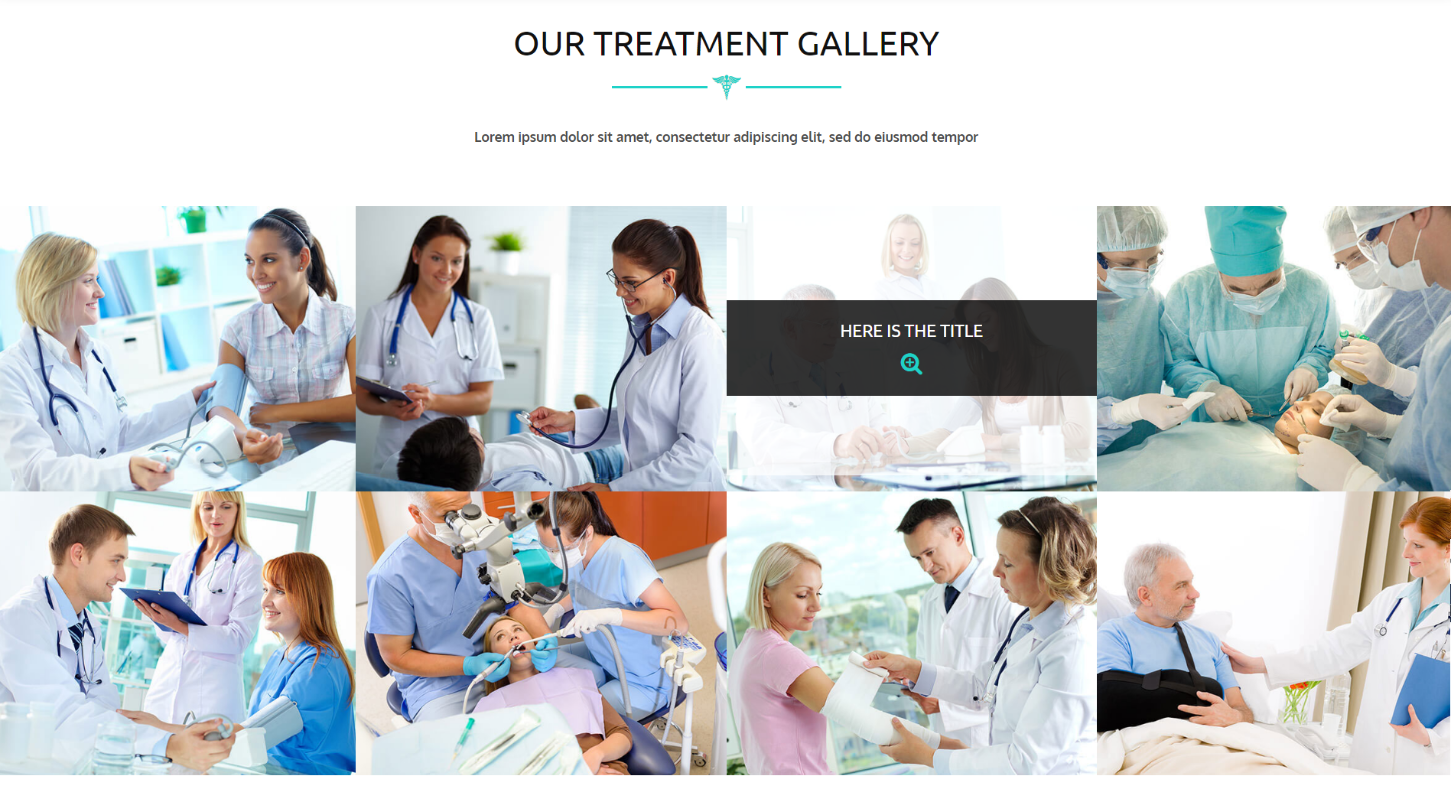 OUR TREATMENT GALLERY
Lorem ipsum dolor sit amet, consectetur adipiscing elit, sed do eiusmod tempor
HERE IS THE TITLE